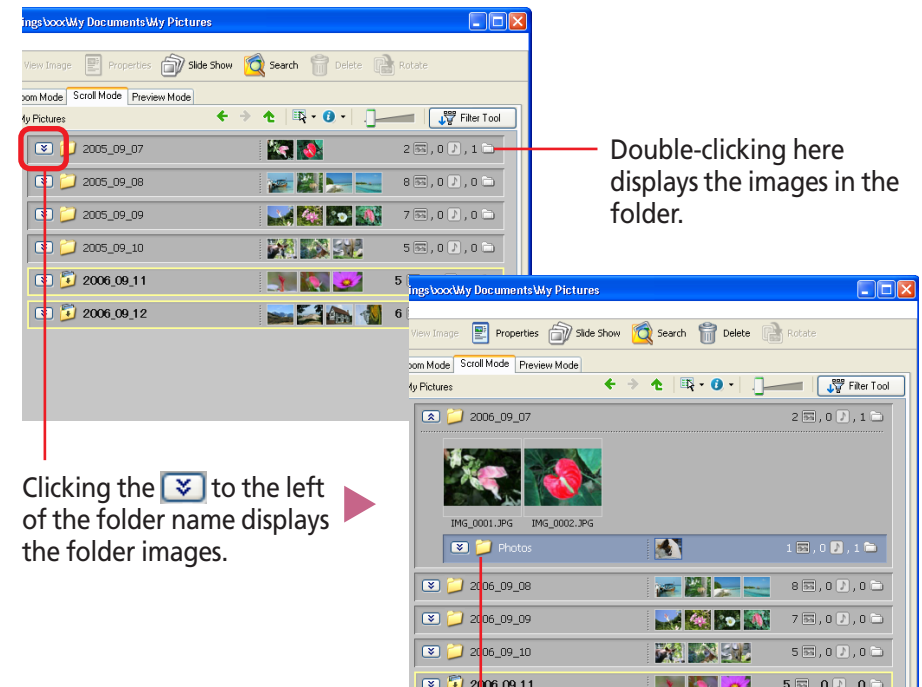 ings\xxx\My Documents\My Pictures
View Image Properties Slide Show Search Delete Rotate
oom Mode Scroll Mode Preview Mode
My Pictures Filter Tool
2005_09_07 2 , 0 , 1
2005_09_08 8 , 0 , 0
2005_09_09 7 , 0 , 0
2005_09_10 5 , 0 , 0
2006_09_11 5
2006_09_12 6
Double-clicking here
displays the images in the
folder.
Clicking the to the left
of the folder name displays
the folder images.
ings\xxx\My Documents\My Pictures
View Image Properties Slide Show Search Delete Rotate
oom Mode Scroll Mode Preview Mode
My Pictures Filter Tool
2006_09_07 2 , 0 , 1
IMG_0001.JPG IMG_0002.JPG
Photos 1 , 0 , 1
2006_09_08 8 , 0 , 0
2006_09_09 7 , 0 , 0
2006_09_10 5 , 0 , 0
2006_09_11 5 , 0 , 0